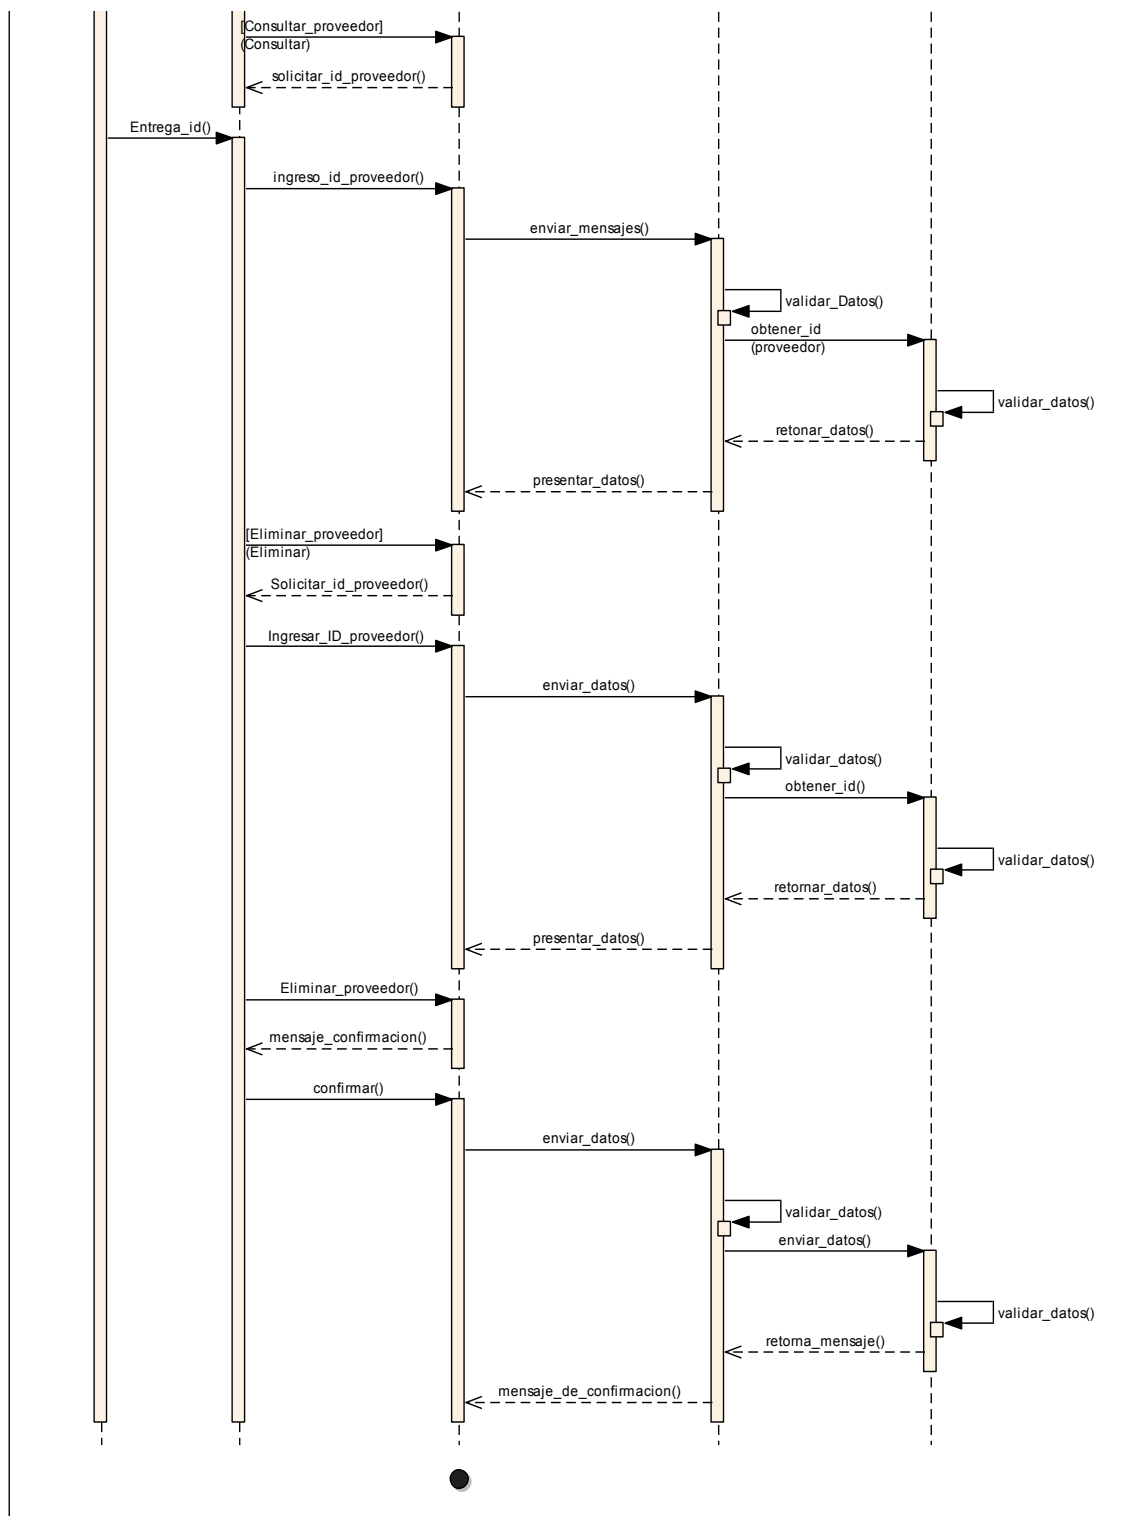 [Consultar_proveedor]
(Consultar)
solicitar_id_proveedor()
Entrega_id()
ingreso_id_proveedor()
enviar_mensajes()
validar_Datos()
obtener_id
(proveedor)
validar_datos()
retonar_datos()
presentar_datos()
[Eliminar_proveedor]
(Eliminar)
Solicitar_id_proveedor()
Ingresar_ID_proveedor()
enviar_datos()
validar_datos()
obtener_id()
validar_datos()
retornar_datos()
presentar_datos()
Eliminar_proveedor()
mensaje_confirmacion()
confirmar()
enviar_datos()
validar_datos()
enviar_datos()
validar_datos()
retorna_mensaje()
mensaje_de_confirmacion()